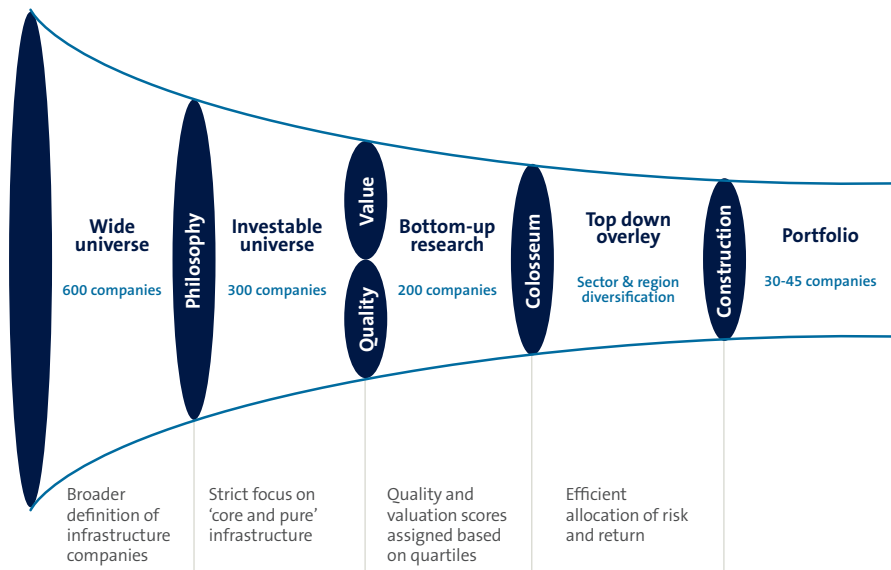 Wide
universe
600 companies
Philosophy
Investable
universe
300 companies
Value
Quality
Bottom-up
research
200 companies
Colosseum
Top down
overley
Sector & region
diversification
Construction
Portfolio
30-45 companies
Broader
definition of
infrastructure
companies
Strict focus on
‘core and pure’
infrastructure
Quality and
valuation scores
assigned based
on quartiles
Efficient
allocation of risk
and return